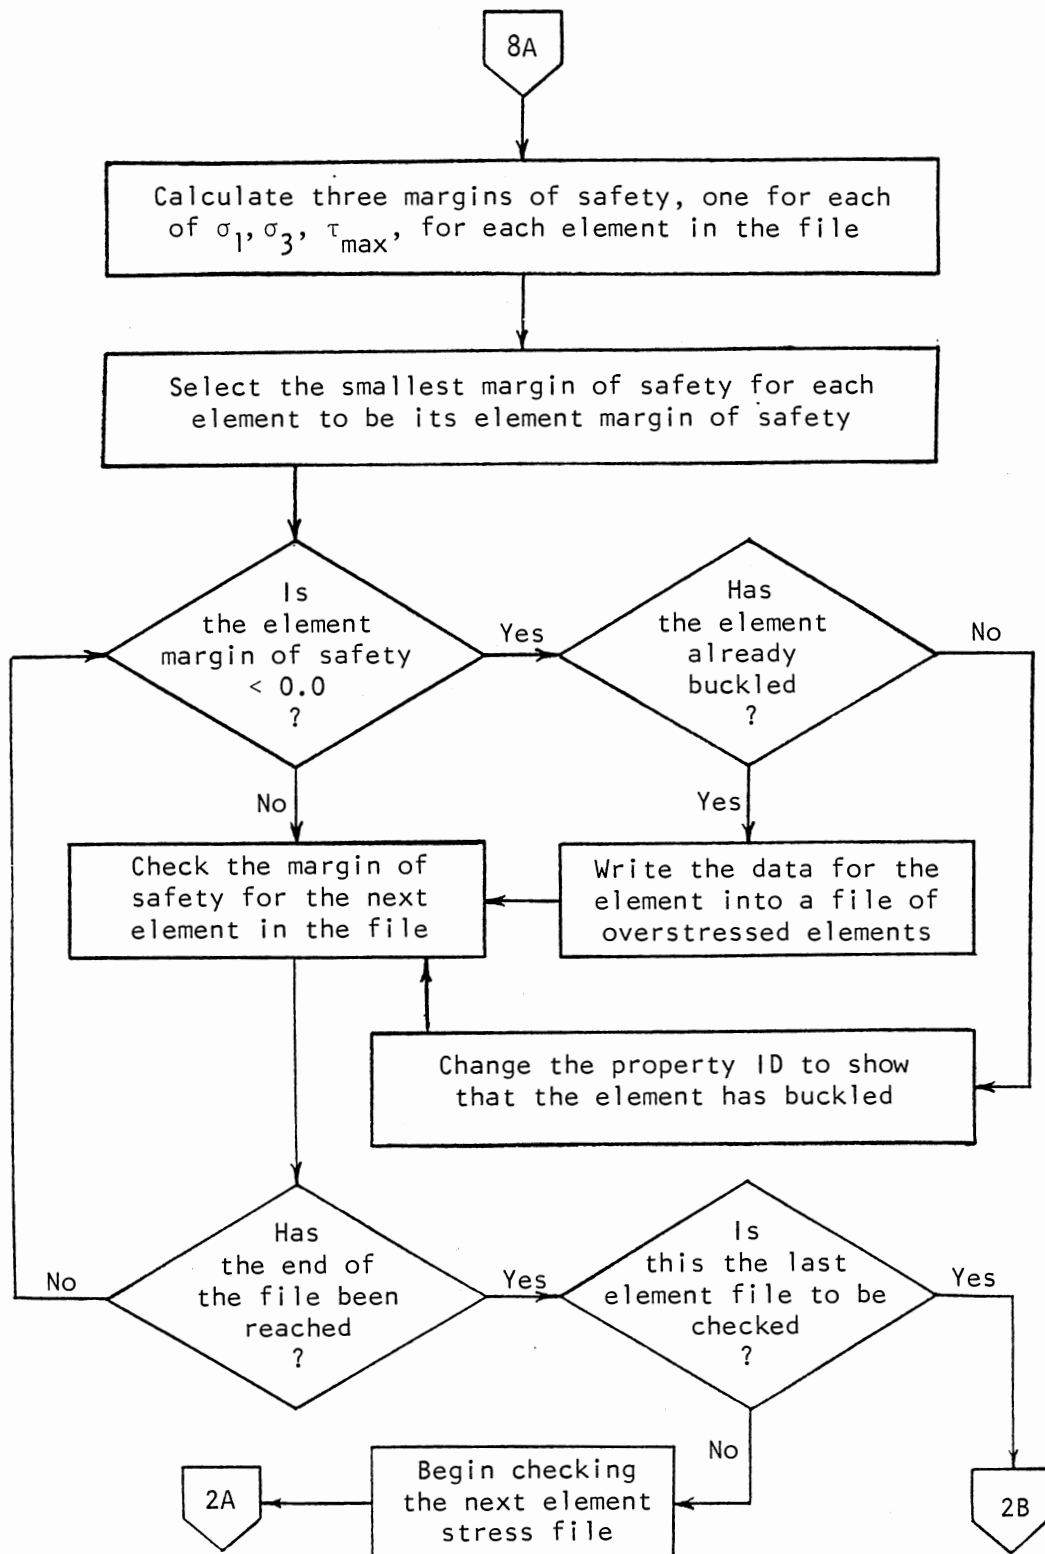 8A
Calculate three margins of safety, one for each
of σ1, σ3, τmax, for each element in the file
Select the smallest margin of safety for each
element to be its element margin of safety
Is
the element
margin of safety
< 0.0
?
Yes
Has
the element
already
buckled
?
No
No
Yes
Check the margin of
safety for the next
element in the file
Write the data for the
element into a file of
overstressed elements
Change the property ID to show
that the element has buckled
Has
the end of
the file been
reached
?
No
Yes
Is
this the last
element file to be
checked
?
Yes
No
2A
Begin checking
the next element
stress file
2B